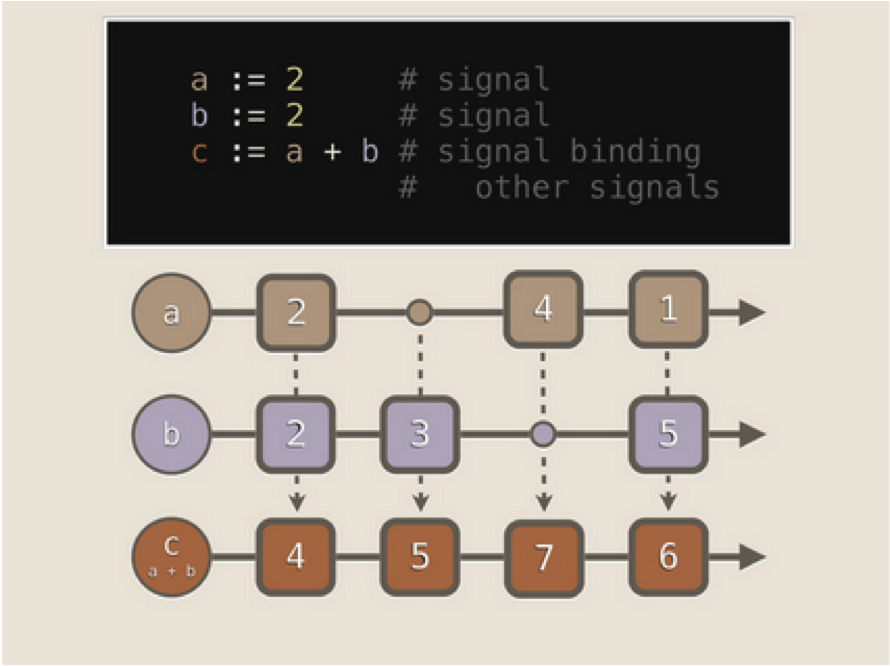 a := 2 # signal
b := 2 # signal
c := a + b # signal binding
# other signals
a 2 4 1
b 2 3 5
c 4 5 7 6
a + b